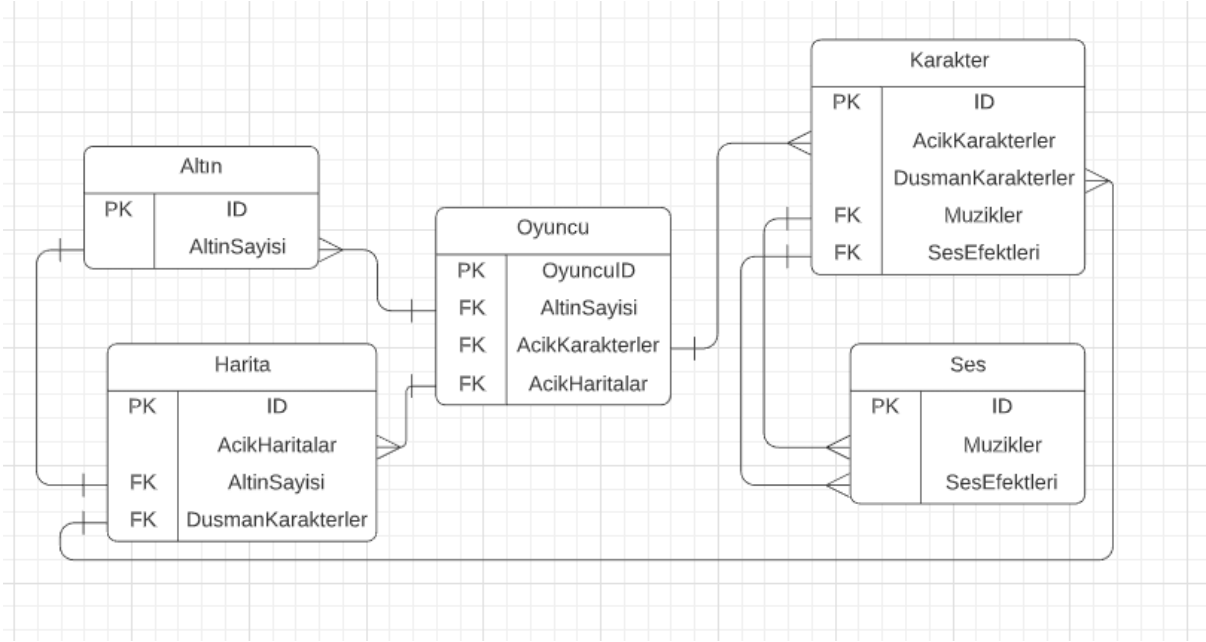 Altın
PK ID
AltinSayisi
Harita
PK ID
AcikHaritalar
FK AltinSayisi
FK DusmanKarakterler
Oyuncu
PK OyuncuID
FK AltinSayisi
FK AcikKarakterler
FK AcikHaritalar
Karakter
PK ID
AcikKarakterler
DusmanKarakterler
FK Muzikler
FK SesEfektleri
Ses
PK ID
Muzikler
SesEfektleri